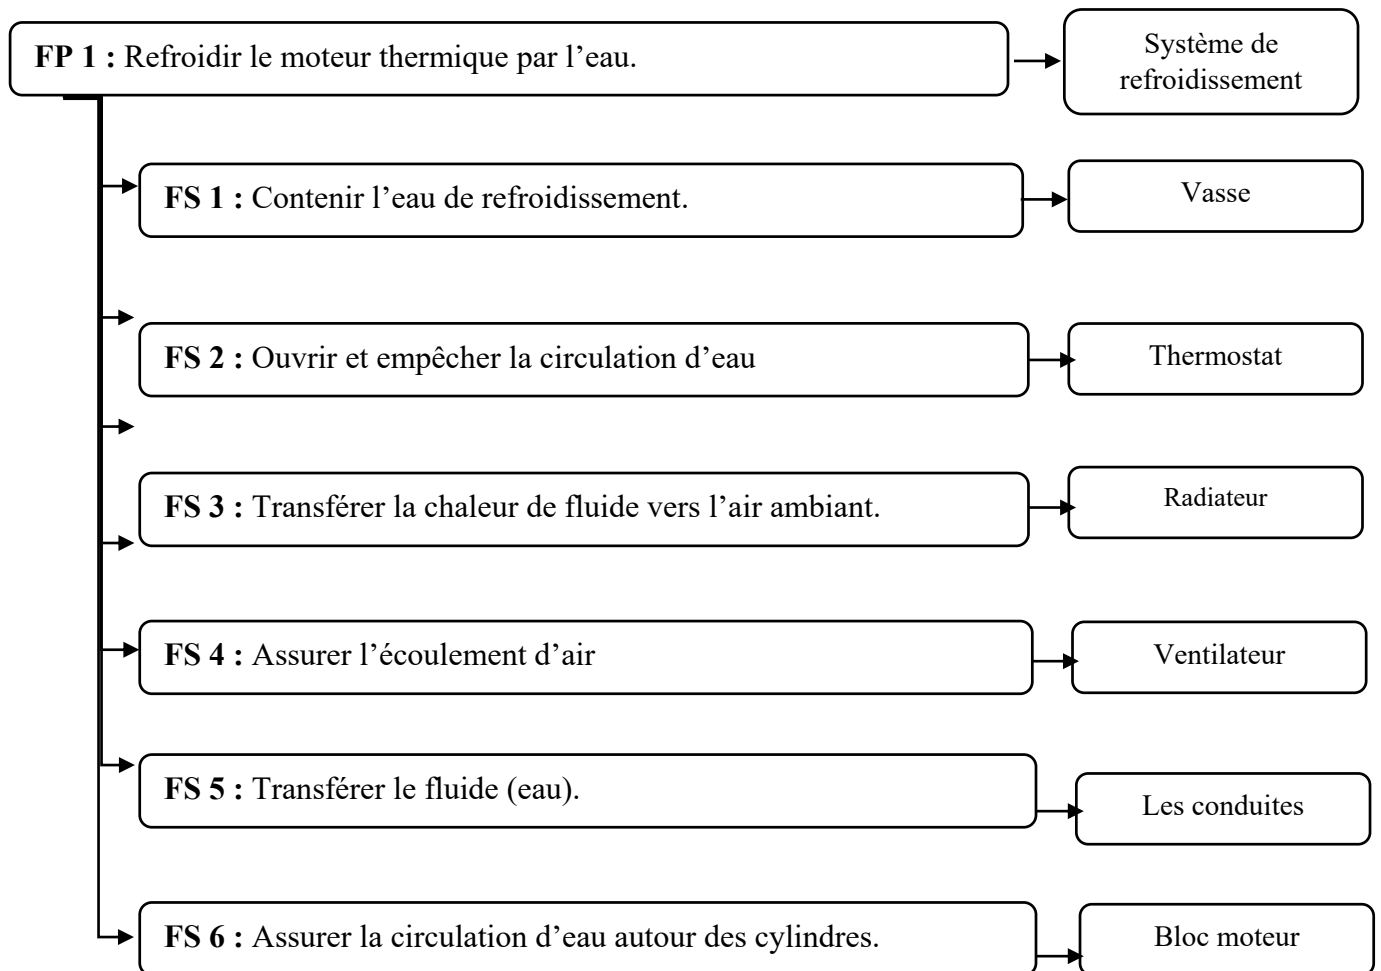 FP 1 : Refroidir le moteur thermique par l’eau.
Système de
refroidissement
FS 1 : Contenir l’eau de refroidissement.
Vasse
FS 2 : Ouvrir et empêcher la circulation d’eau
Thermostat
FS 3 : Transférer la chaleur de fluide vers l’air ambiant.
Radiateur
FS 4 : Assurer l’écoulement d’air
Ventilateur
FS 5 : Transférer le fluide (eau).
Les conduites
FS 6 : Assurer la circulation d’eau autour des cylindres.
Bloc moteur